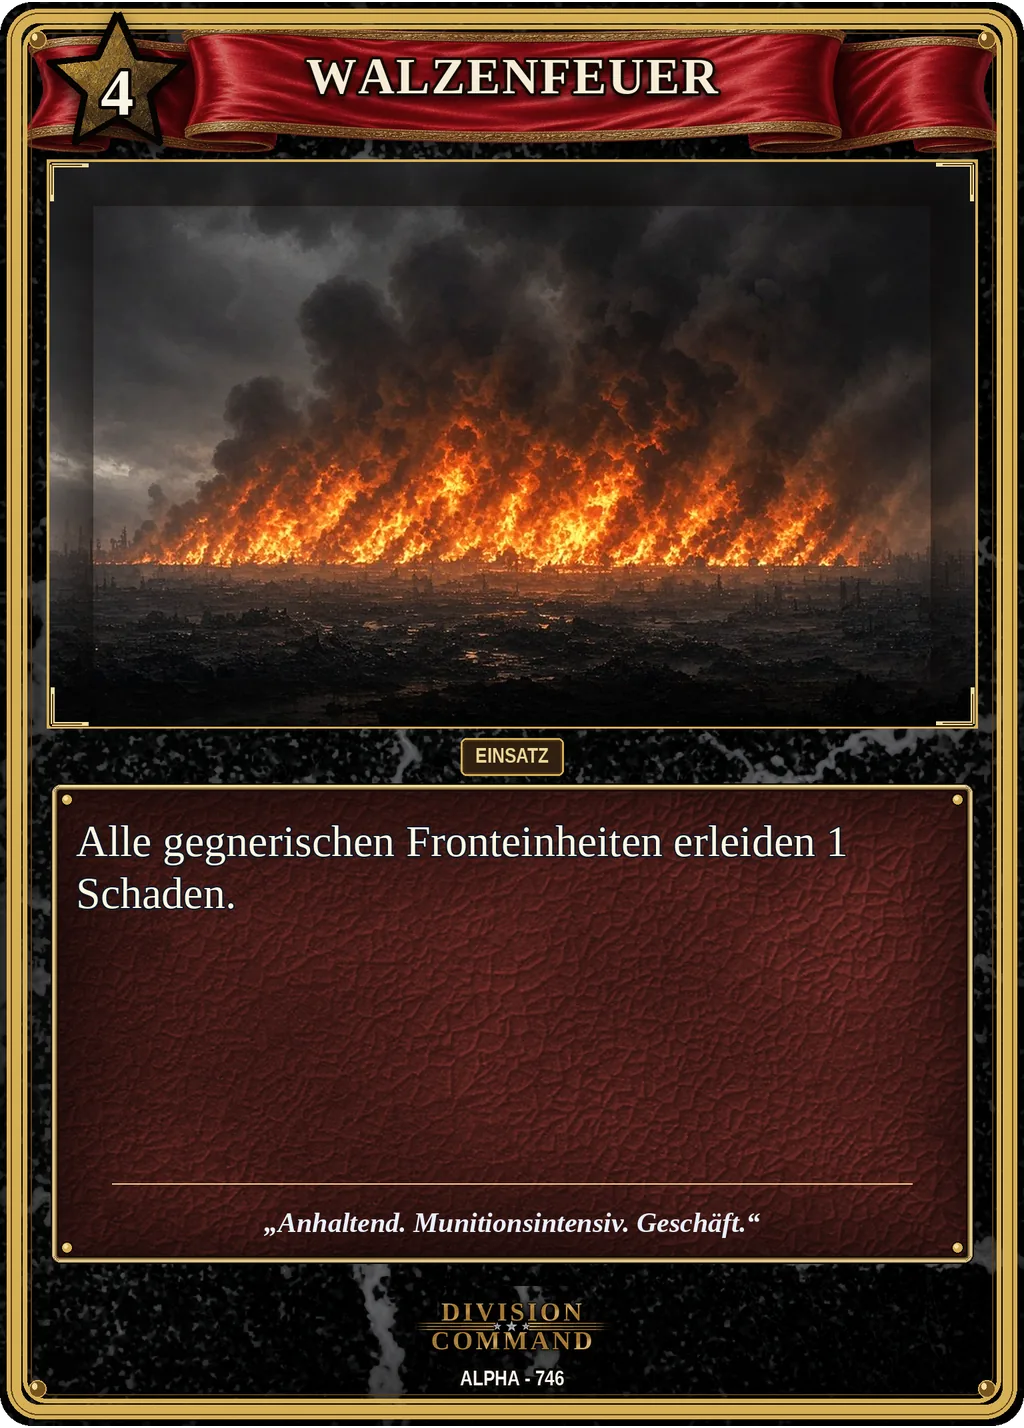 4
WALZENFEUER
EINSATZ
Alle gegnerischen Fronteinheiten erleiden 1
Schaden.
„Anhaltend. Munitionsintensiv. Geschäft.“
DIVISION
COMMAND
ALPHA - 746